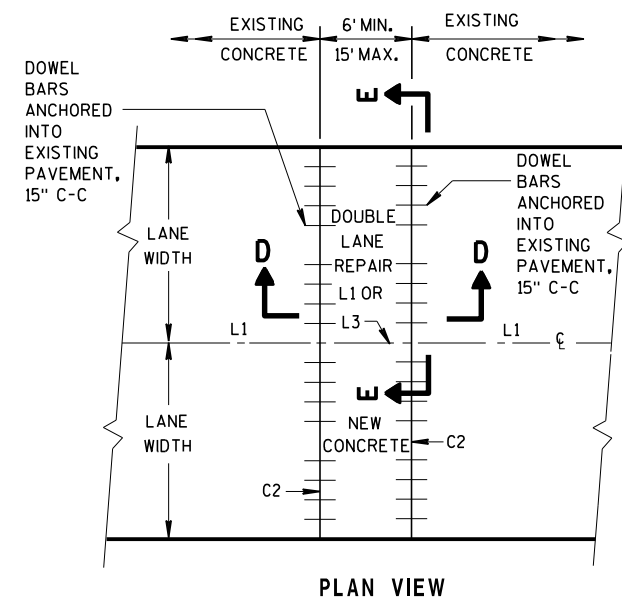 EXISTING
CONCRETE
6' MIN.
15' MAX.
EXISTING
CONCRETE
DOWEL
BARS
ANCHORED
INTO
EXISTING
PAVEMENT,
15" C-C
E
DOWEL
BARS
ANCHORED
INTO
EXISTING
PAVEMENT,
15" C-C
LANE
WIDTH
DOUBLE
LANE
REPAIR
L1 OR
L3
D
D
L1
L1
℄
E
LANE
WIDTH
NEW
CONCRETE
C2
C2
PLAN VIEW